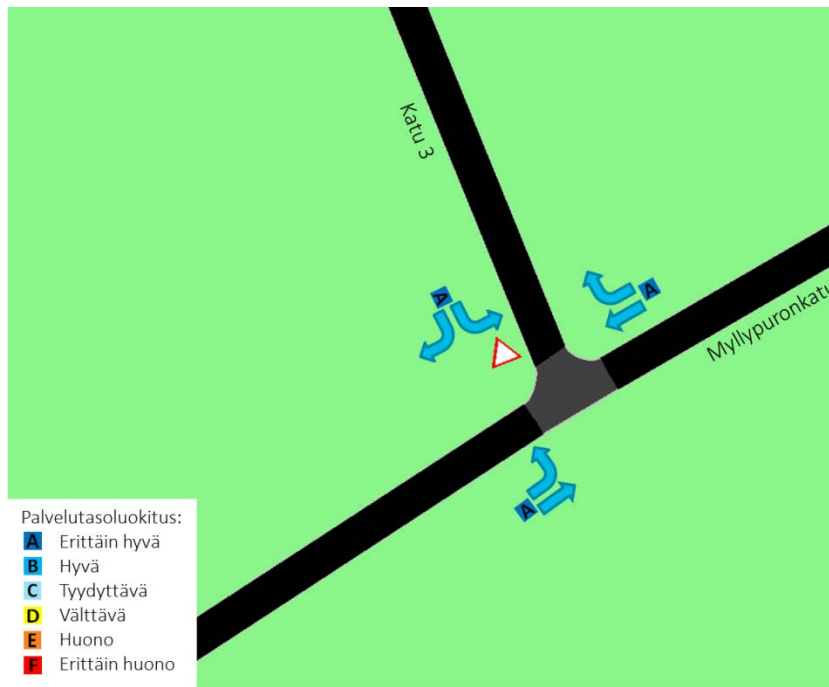 Katu 3
A
A
Myllypuronkatu
A
Palvelutasoluokitus:
A Erittäin hyvä
B Hyvä
C Tyydyttävä
D Välttävä
E Huono
F Erittäin huono